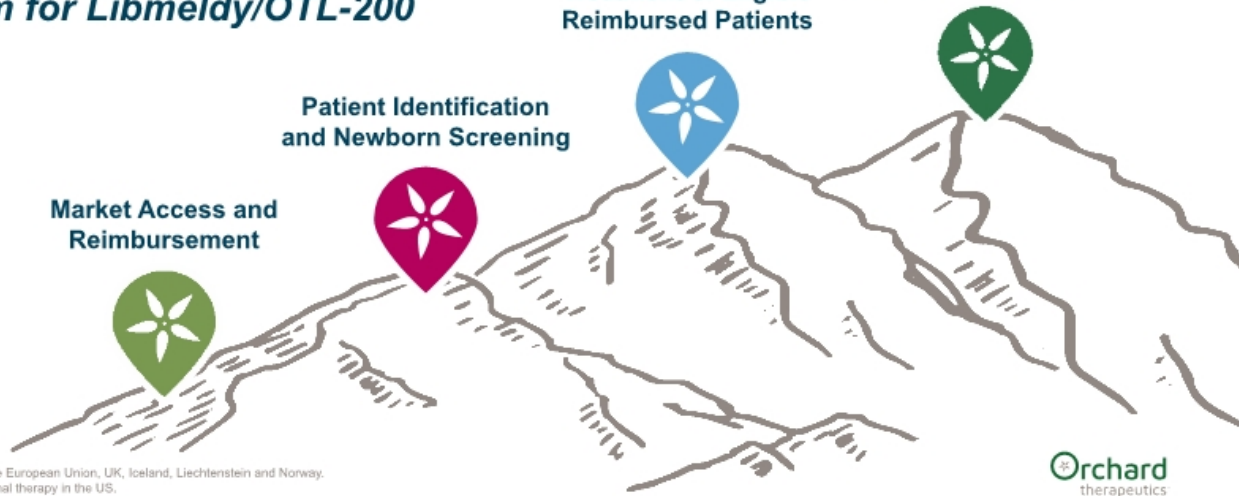 for Libmeldy/OTL-200
Reimbursed Patients
Patient Identification
and Newborn Screening
Market Access and
Reimbursement
European Union, UK, Iceland, Liechtenstein and Norway.
therapy in the US.
Orchard
therapeutics